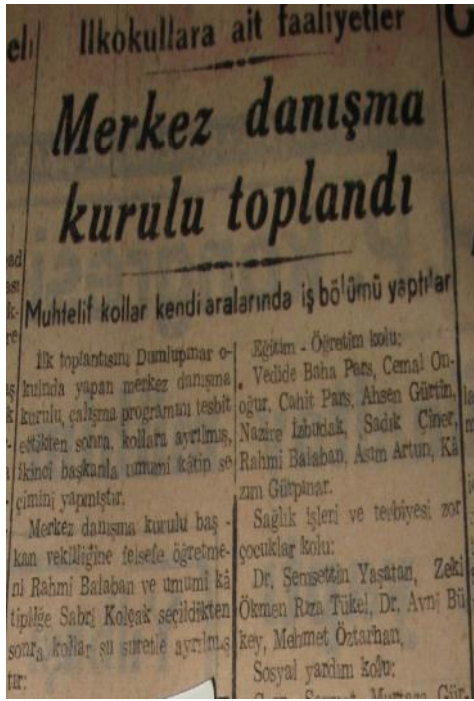 İlkokullara ait faaliyetler
Merkez danışma
kurulu toplandı
Muhtelif kollar kendi aralarında iş bölümü yaptılar
İlk toplantısını Dumlupınar o-
kulunda yapan merkez danışma
kurulu, çalışma programını tesbit
ettikten sonra, kollara ayrılmış,
ikinci başkanla umumi kâtip se
çimini yapmıştır.
Merkez danışma kurulu baş -
kan vekilliğine felsefe öğretme-
ni Rahmi Balaban ve umumi kâ
tipliğe Sabri Kolçak seçildikten
sonra, kollar şu suretle ayrılmış
tır:
Eğitim - Öğretim kolu:
Vedide Baha Pars, Cemal On-
oğur, Cahit Pars, Ahsen Gürtin,
Nazire İzbudak, Sadık Ciner,
Rahmi Balaban, Asım Artun, Kâ
zım Gürpınar.
Sağlık işleri ve terbiyesi zor
çocuklar kolu:
Dr. Şemsettin Yaşatan, Zeki
Ökmen Rıza Tükel, Dr. Avni Bü
key, Mehmet Öztarhan,
Sosyal yardım kolu: